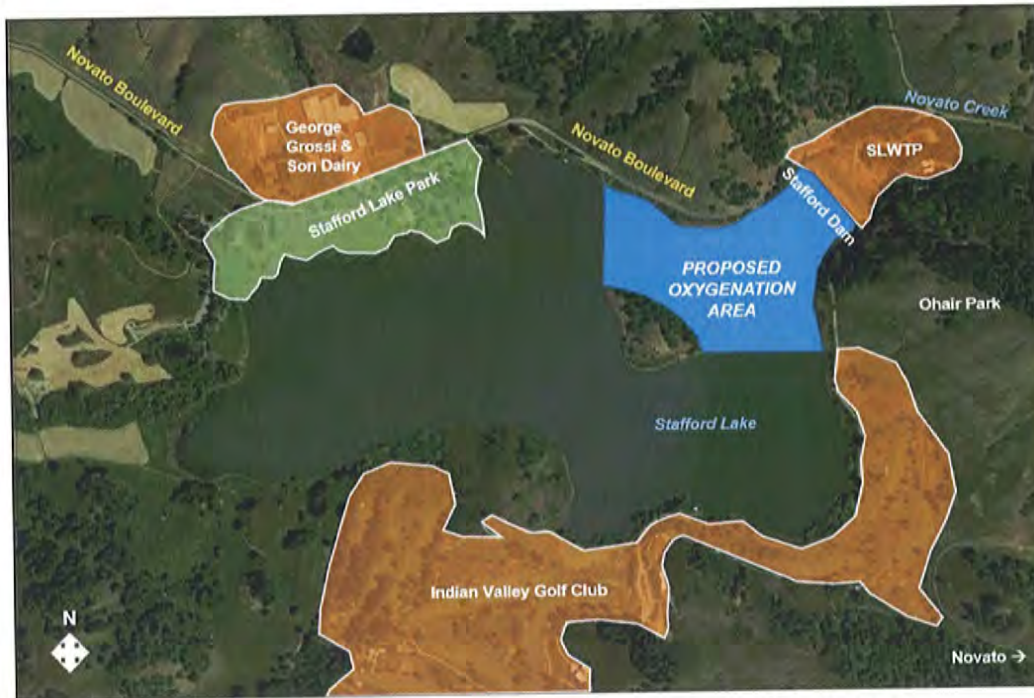 Novato Boulevard
George
Grossi &
Son Dairy
Stafford Lake Park
Novato Boulevard
Novato Creek
SLWTP
Stafford Dam
PROPOSED
OXYGENATION
AREA
Ohair Park
Stafford Lake
Indian Valley Golf Club
N
Novato →